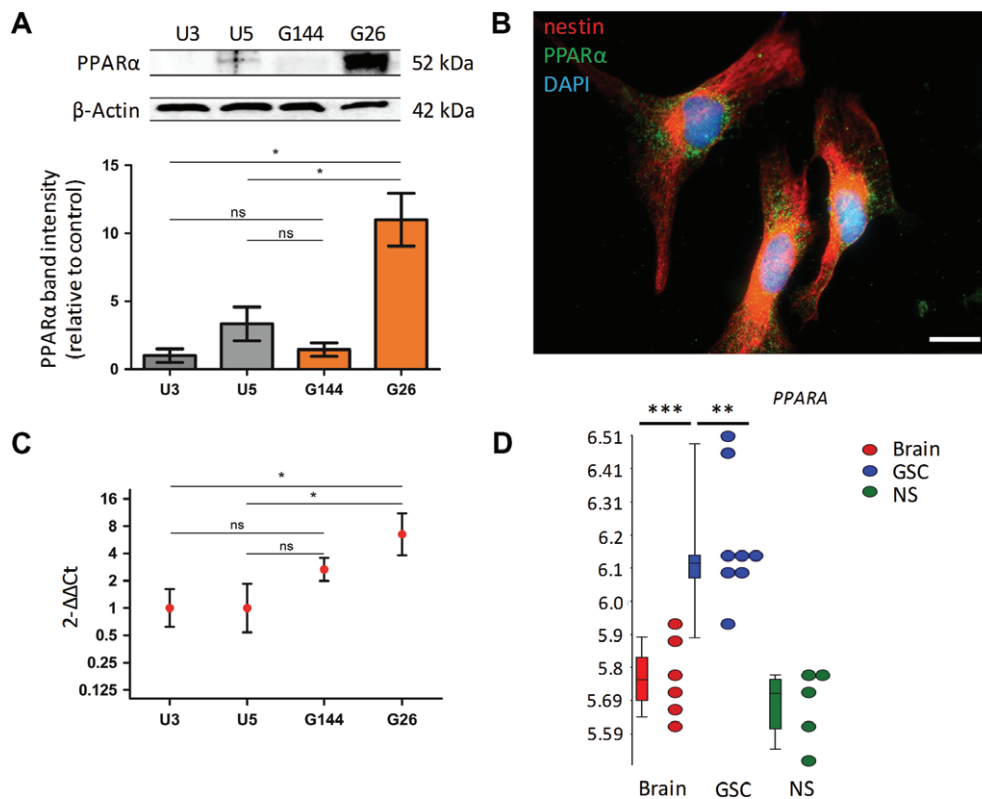 A
U3 U5 G144 G26
PPARα 52 kDa
β-Actin 42 kDa
PPARα band intensity
(relative to control)
15
10
5
0
*
*
ns
ns
U3 U5 G144 G26
B
nestin
PPARα
DAPI
C
2-ΔΔCt
16
8
4
2
1
0.5
0.25
0.125
*
*
ns
ns
U3 U5 G144 G26
D
PPARA
*** **
6.51
6.41
6.31
6.2
6.1
6.0
5.9
5.8
5.69
5.59
Brain
GSC
NS
Brain GSC NS